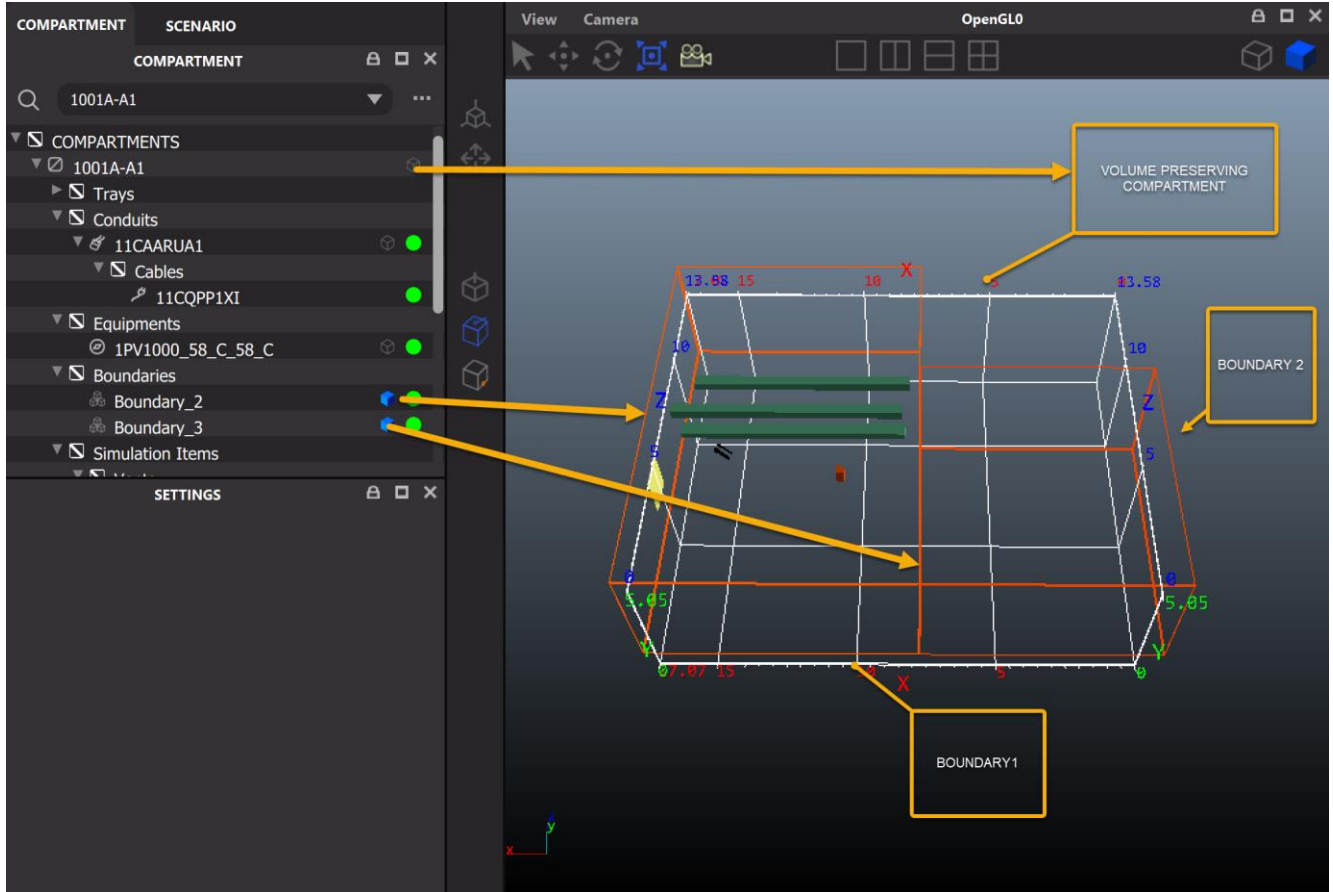 COMPARTMENT SCENARIO
COMPARTMENT
1001A-A1
COMPARTMENTS
1001A-A1
Trays
Conduits
11CAARUA1
Cables
11CQPP1XI
Equipments
1PV1000_58_C_58_C
Boundaries
Boundary_2
Boundary_3
Simulation Items
SETTINGS
View Camera OpenGL0
VOLUME PRESERVING
COMPARTMENT
BOUNDARY 2
X
13.58 15 10 5 13.58
10 10
Z Z
5 5
0 0
5.05 5.05
Y Y
0 15 X 5 0
BOUNDARY1
y
x